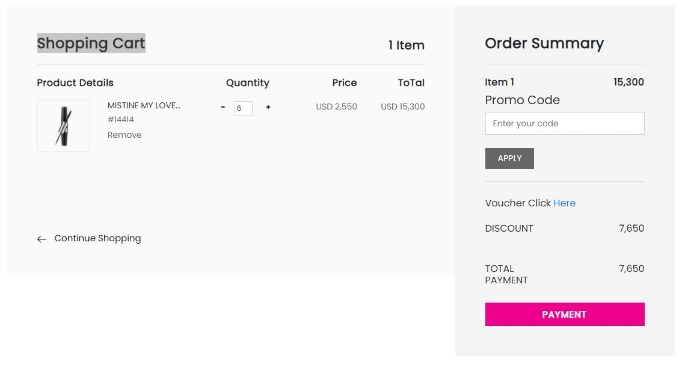 Shopping Cart
1 Item
Product Details Quantity Price ToTal
MISTINE MY LOVE...
#14414
Remove
- 6 +
USD 2,550
USD 15,300
Continue Shopping
Order Summary
Item 1 15,300
Promo Code
Enter your code
APPLY
Voucher Click Here
DISCOUNT 7,650
TOTAL PAYMENT 7,650
PAYMENT